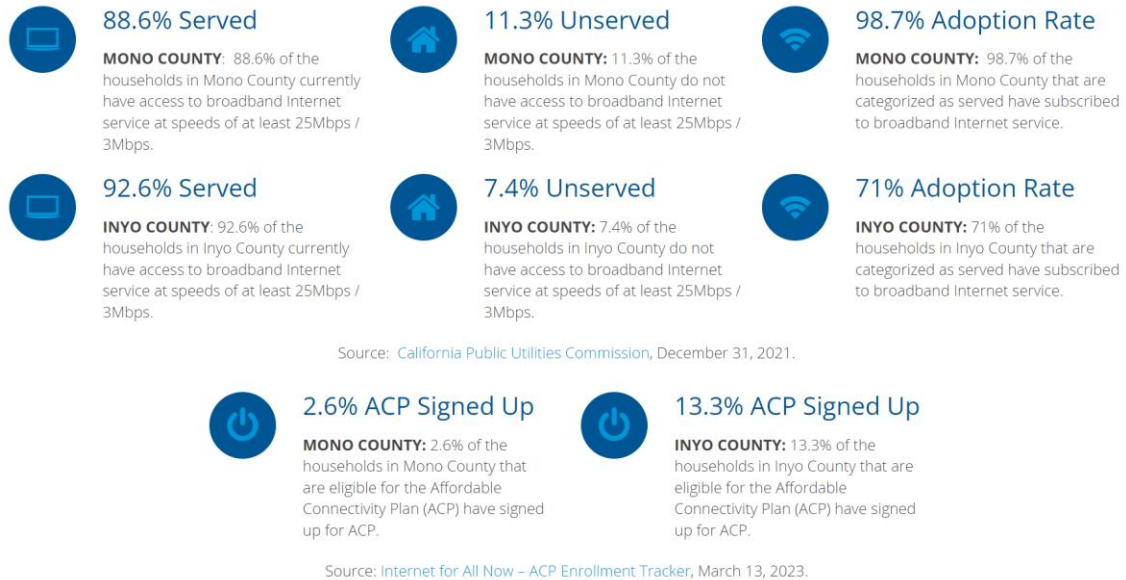 88.6% Served
MONO COUNTY:  88.6% of the
households in Mono County currently
have access to broadband Internet
service at speeds of at least 25Mbps /
3Mbps.
11.3% Unserved
MONO COUNTY: 11.3% of the
households in Mono County do not
have access to broadband Internet
service at speeds of at least 25Mbps /
3Mbps.
98.7% Adoption Rate
MONO COUNTY:  98.7% of the
households in Mono County that are
categorized as served have subscribed
to broadband Internet service.
92.6% Served
INYO COUNTY: 92.6% of the
households in Inyo County currently
have access to broadband Internet
service at speeds of at least 25Mbps /
3Mbps.
7.4% Unserved
INYO COUNTY: 7.4% of the
households in Inyo County do not
have access to broadband Internet
service at speeds of at least 25Mbps /
3Mbps.
71% Adoption Rate
INYO COUNTY: 71% of the
households in Inyo County that are
categorized as served have subscribed
to broadband Internet service.
Source:  California Public Utilities Commission, December 31, 2021.
2.6% ACP Signed Up
MONO COUNTY: 2.6% of the
households in Mono County that
are eligible for the Affordable
Connectivity Plan (ACP) have signed
up for ACP.
13.3% ACP Signed Up
INYO COUNTY: 13.3% of the
households in Inyo County that are
eligible for the Affordable
Connectivity Plan (ACP) have signed
up for ACP.
Source: Internet for All Now – ACP Enrollment Tracker, March 13, 2023.